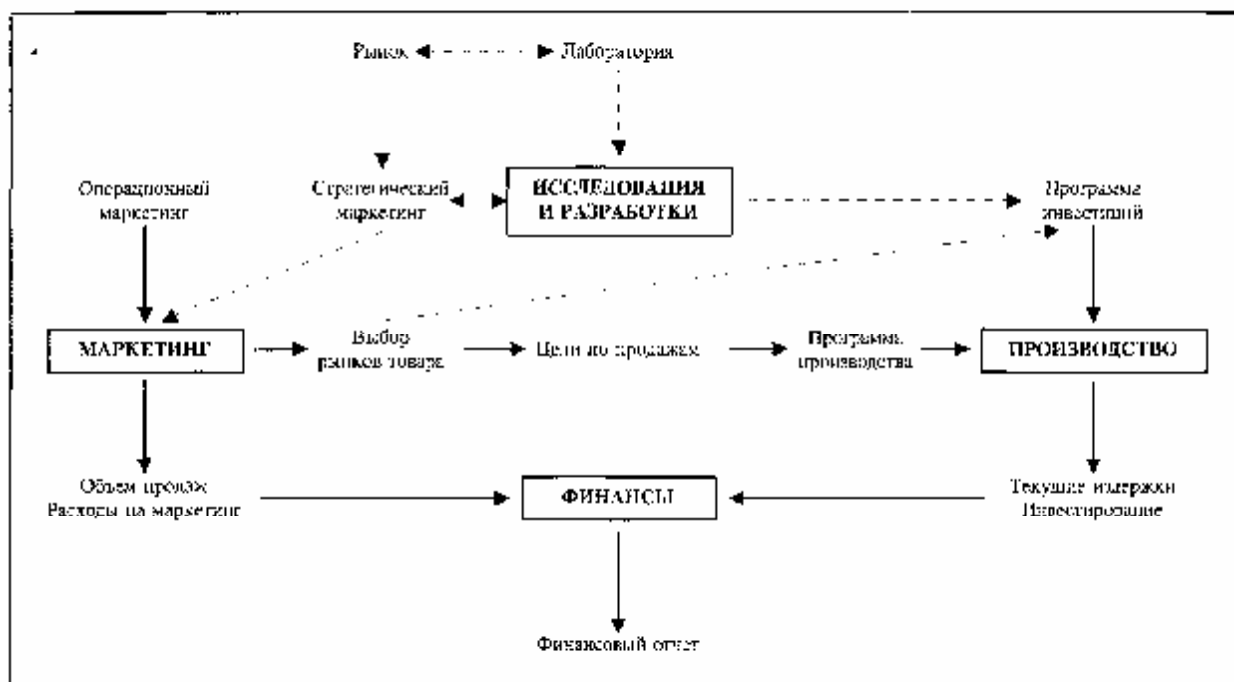 Рынок
Лаборатория
Операционный
маркетинг
Стратегический
маркетинг
ИССЛЕДОВАНИЯ
И РАЗРАБОТКИ
Программа
инвестиций
МАРКЕТИНГ
Выбор
рынков товара
Цели по продажам
Программа
производства
ПРОИЗВОДСТВО
Объем продаж
Расходы на маркетинг
ФИНАНСЫ
Текущие издержки
Инвестирование
Финансовый отчет